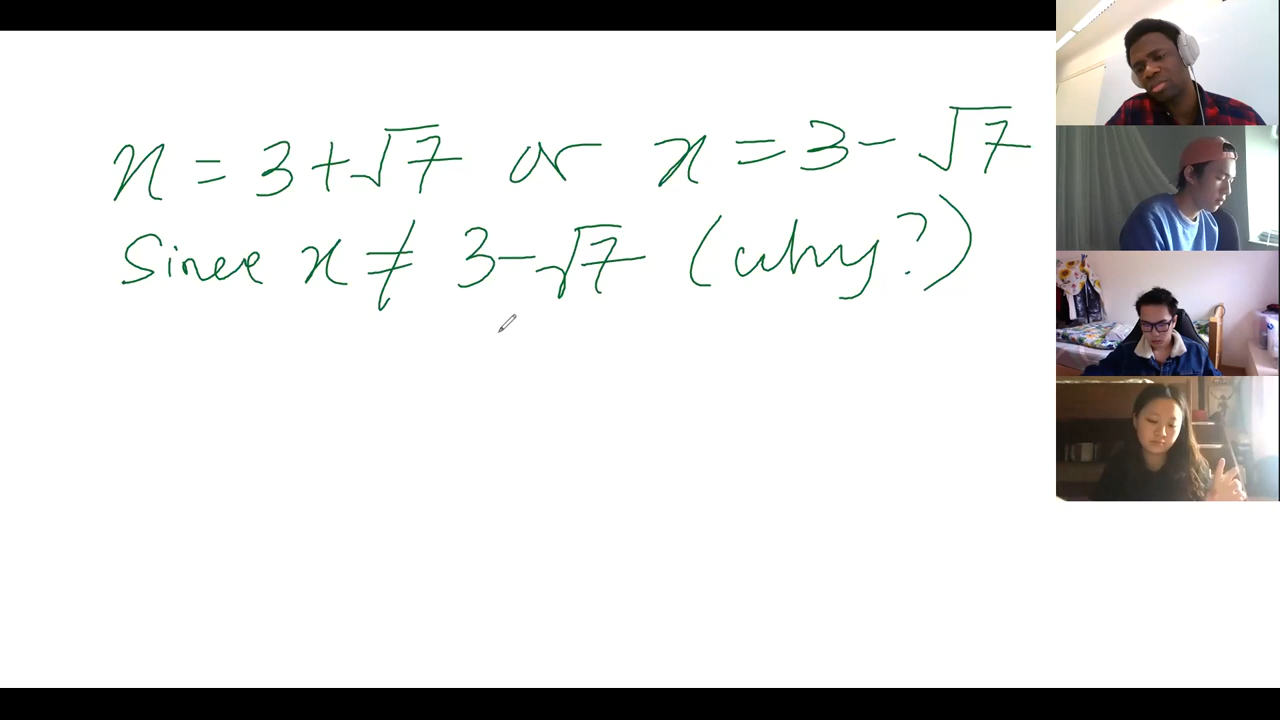 x = 3 + √7 or x = 3 - √7
Since x ≠ 3 - √7 (why?)